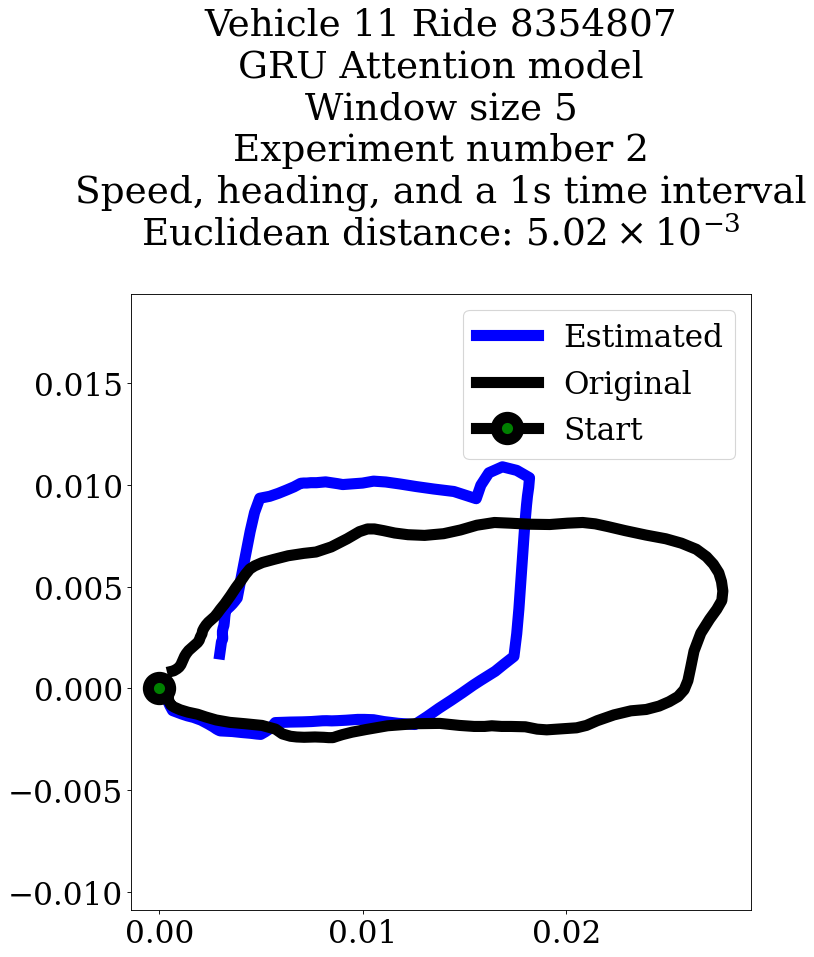 Vehicle 11 Ride 8354807
GRU Attention model
Window size 5
Experiment number 2
Speed, heading, and a 1s time interval
Euclidean distance: 5.02 × 10⁻³
Estimated
Original
Start
0.015
0.010
0.005
0.000
−0.005
−0.010
0.00 0.01 0.02